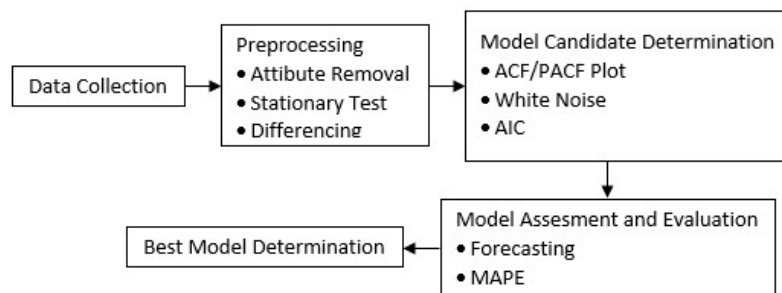 Data Collection
Preprocessing
• Attibute Removal
• Stationary Test
• Differencing
Model Candidate Determination
• ACF/PACF Plot
• White Noise
• AIC
Model Assesment and Evaluation
• Forecasting
• MAPE
Best Model Determination